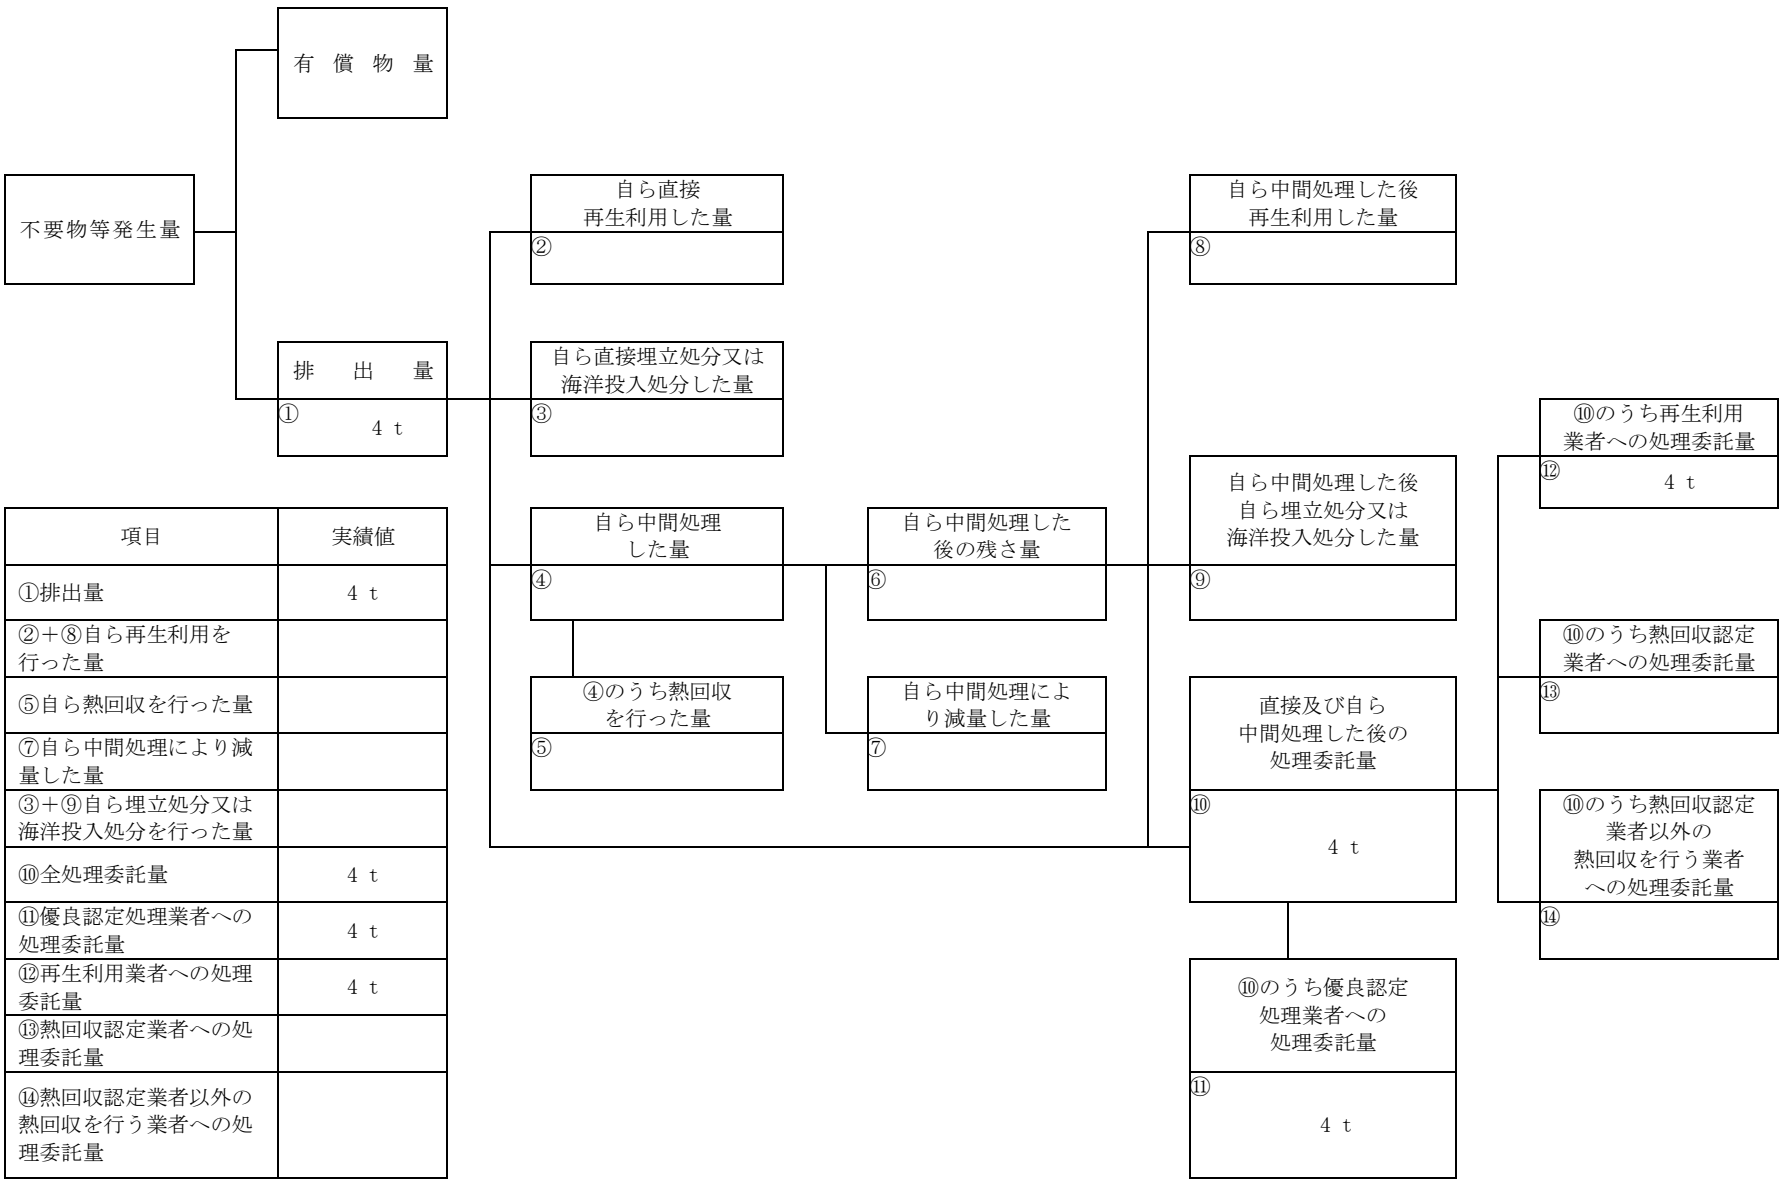 有償物量
不要物等発生量
排出量
①
4 t
自ら直接
再生利用した量
②
自ら直接埋立処分又は
海洋投入処分した量
③
自ら中間処理
した量
④
④のうち熱回収
を行った量
⑤
自ら中間処理した
後の残さ量
⑥
自ら中間処理によ
り減量した量
⑦
自ら中間処理した後
再生利用した量
⑧
自ら中間処理した後
自ら埋立処分又は
海洋投入処分した量
⑨
直接及び自ら
中間処理した後の
処理委託量
⑩
4 t
⑩のうち優良認定
処理業者への
処理委託量
⑪
4 t
⑩のうち再生利用
業者への処理委託量
⑫
4 t
⑩のうち熱回収認定
業者への処理委託量
⑬
⑩のうち熱回収認定
業者以外の
熱回収を行う業者
への処理委託量
⑭
項目 実績値
①排出量 4 t
②+⑧自ら再生利用を
行った量
⑤自ら熱回収を行った量
⑦自ら中間処理により減
量した量
③+⑨自ら埋立処分又は
海洋投入処分を行った量
⑩全処理委託量 4 t
⑪優良認定処理業者への
処理委託量 4 t
⑫再生利用業者への処理
委託量 4 t
⑬熱回収認定業者への処
理委託量
⑭熱回収認定業者以外の
熱回収を行う業者への処
理委託量